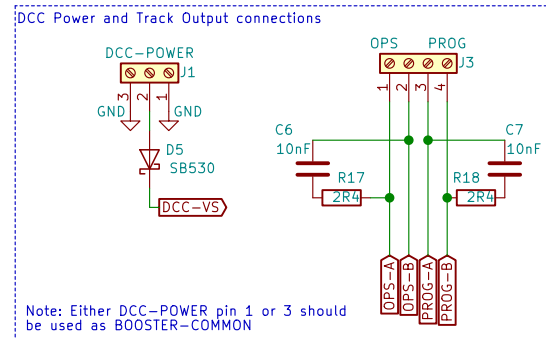 DCC Power and Track Output connections
DCC-POWER
J1
3
2
1
GND
GND
D5
SB530
DCC-VS
OPS
PROG
J3
1
2
3
4
C6
10nF
R17
2R4
C7
10nF
R18
2R4
OPS-A
OPS-B
PROG-A
PROG-B
Note: Either DCC-POWER pin 1 or 3 should
be used as BOOSTER-COMMON